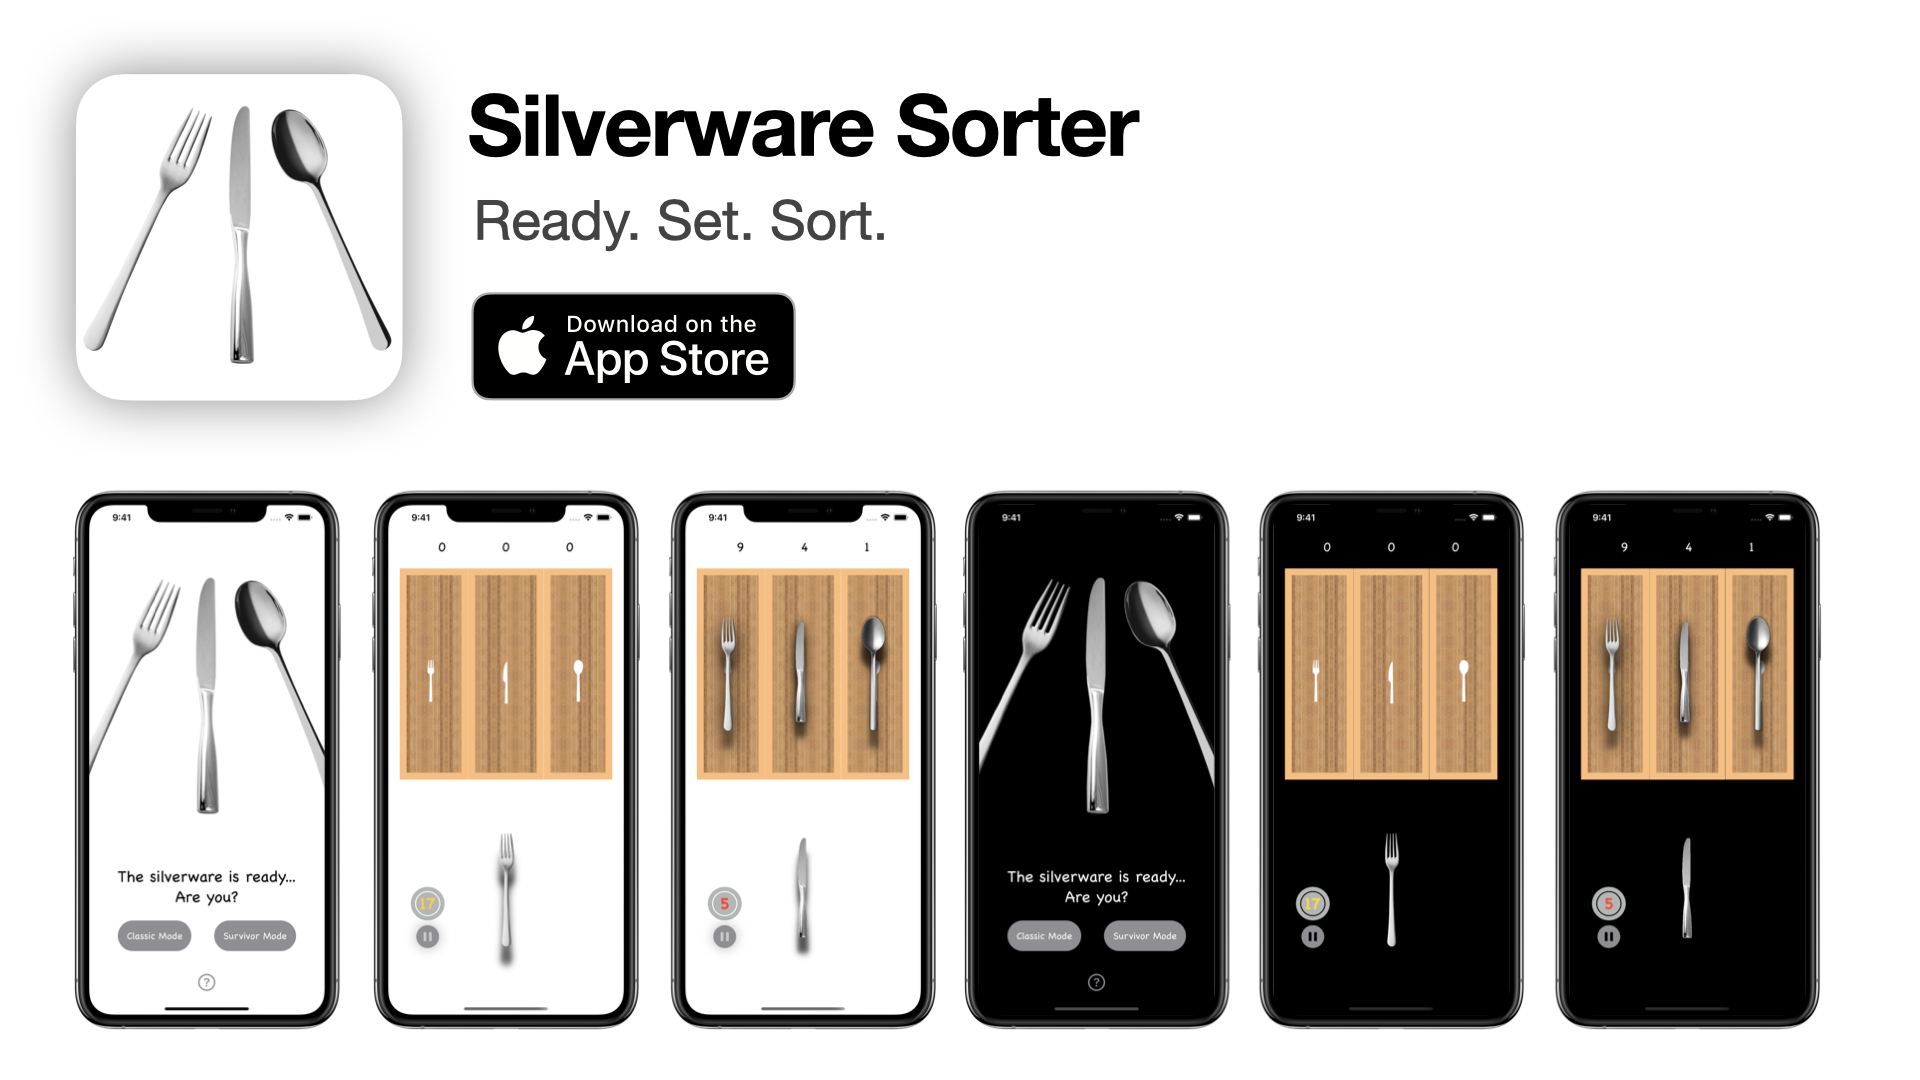 Silverware Sorter
Ready. Set. Sort.
Download on the
App Store
9:41
The silverware is ready...
Are you?
Classic Mode
Survivor Mode
?
9:41
0 0 0
17
9:41
9 4 1
5
9:41
The silverware is ready...
Are you?
Classic Mode
Survivor Mode
?
9:41
0 0 0
17
9:41
9 4 1
5